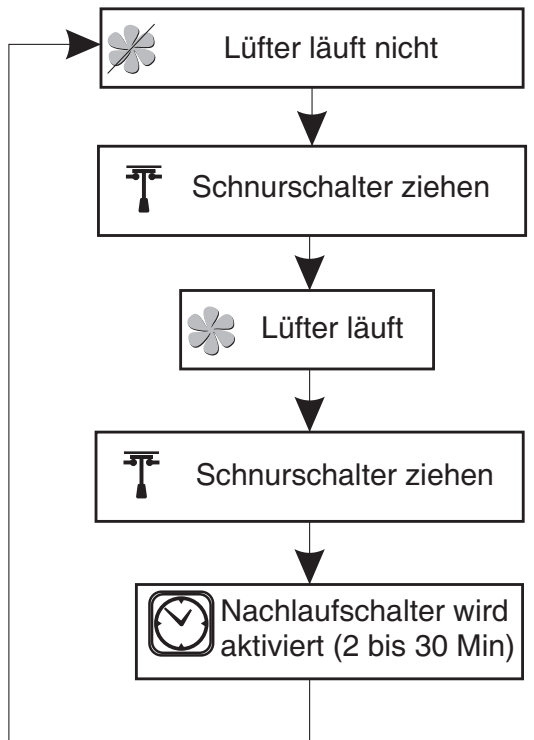 Lüfter läuft nicht
Schnurschalter ziehen
Lüfter läuft
Schnurschalter ziehen
Nachlaufschalter wird
aktiviert (2 bis 30 Min)